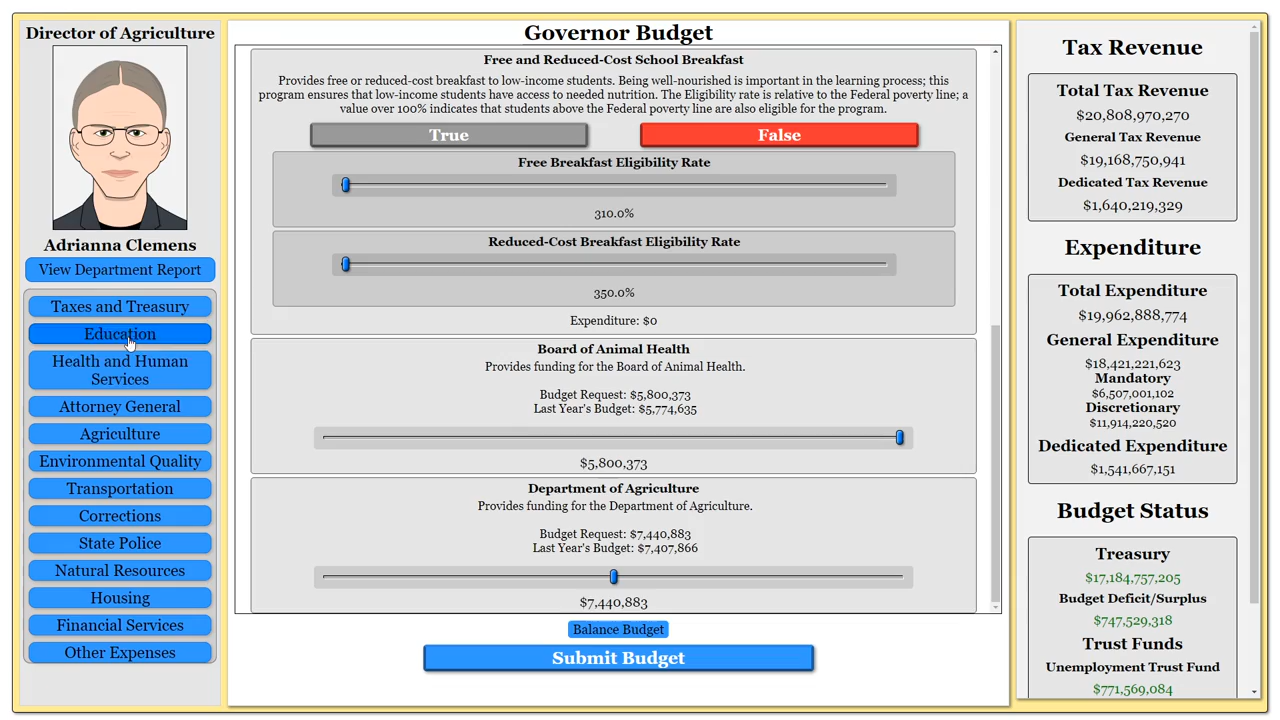 Director of Agriculture
Adrianna Clemens
View Department Report
Taxes and Treasury
Education
Health and Human
Services
Attorney General
Agriculture
Environmental Quality
Transportation
Corrections
State Police
Natural Resources
Housing
Financial Services
Other Expenses
Governor Budget
Free and Reduced-Cost School Breakfast
Provides free or reduced-cost breakfast to low-income students. Being well-nourished is important in the learning process; this
program ensures that low-income students have access to needed nutrition. The Eligibility rate is relative to the Federal poverty line; a
value over 100% indicates that students above the Federal poverty line are also eligible for the program.
True
False
Free Breakfast Eligibility Rate
310.0%
Reduced-Cost Breakfast Eligibility Rate
350.0%
Expenditure: $0
Board of Animal Health
Provides funding for the Board of Animal Health.
Budget Request: $5,800,373
Last Year's Budget: $5,774,635
$5,800,373
Department of Agriculture
Provides funding for the Department of Agriculture.
Budget Request: $7,440,883
Last Year's Budget: $7,407,866
$7,440,883
Balance Budget
Submit Budget
Tax Revenue
Total Tax Revenue
$20,808,970,270
General Tax Revenue
$19,168,750,941
Dedicated Tax Revenue
$1,640,219,329
Expenditure
Total Expenditure
$19,962,888,774
General Expenditure
$18,421,221,623
Mandatory
$6,507,001,102
Discretionary
$11,914,220,520
Dedicated Expenditure
$1,541,667,151
Budget Status
Treasury
$17,184,757,205
Budget Deficit/Surplus
$747,529,318
Trust Funds
Unemployment Trust Fund
$771,569,084